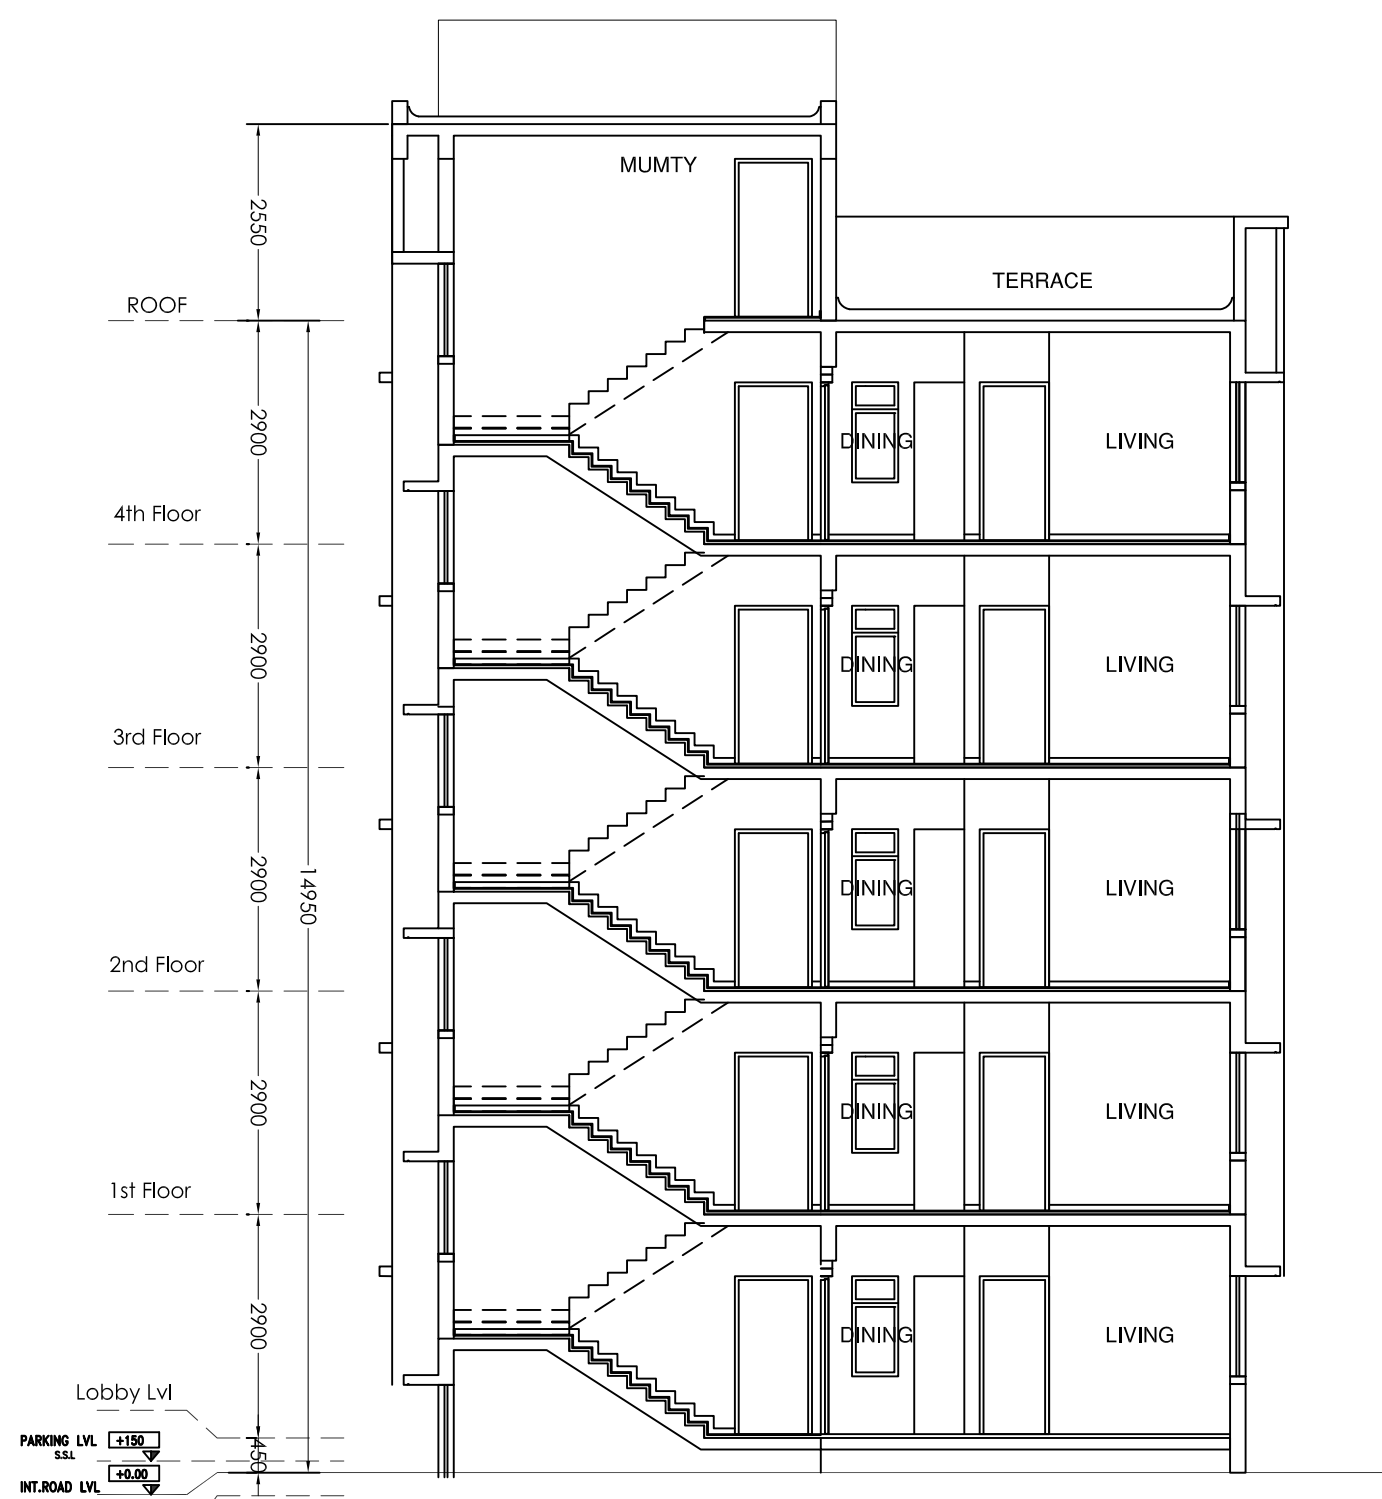 MUMTY
2550
TERRACE
ROOF
2900
DINING
LIVING
4th Floor
2900
DINING
LIVING
3rd Floor
2900
14950
DINING
LIVING
2nd Floor
2900
DINING
LIVING
1st Floor
2900
DINING
LIVING
Lobby Lvl
PARKING LVL +150
S.S.L
450
INT.ROAD LVL +0.00